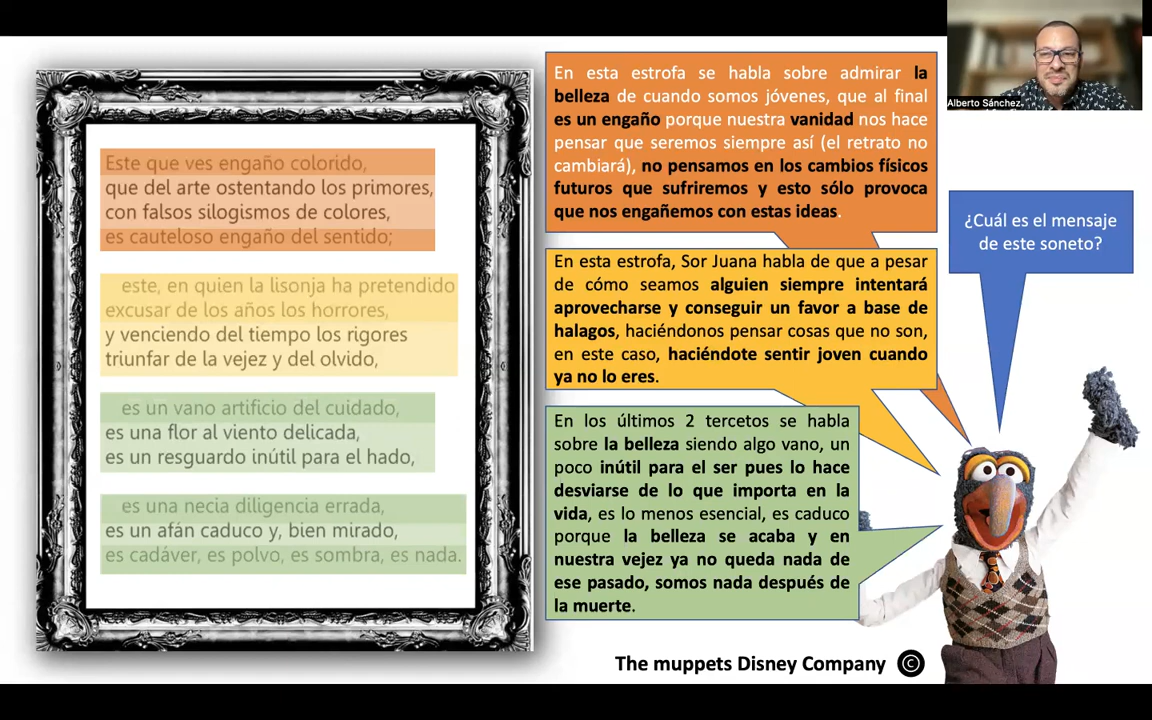 Este que ves engaño colorido,
que del arte ostentando los primores,
con falsos silogismos de colores,
es cauteloso engaño del sentido;
este, en quien la lisonja ha pretendido
excusar de los años los horrores,
y venciendo del tiempo los rigores
triunfar de la vejez y del olvido,
es un vano artificio del cuidado,
es una flor al viento delicada,
es un resguardo inútil para el hado,
es una necia diligencia errada,
es un afán caduco y, bien mirado,
es cadáver, es polvo, es sombra, es nada.
En esta estrofa se habla sobre admirar la
belleza de cuando somos jóvenes, que al final
es un engaño porque nuestra vanidad nos hace
pensar que seremos siempre así (el retrato no
cambiará), no pensamos en los cambios físicos
futuros que sufriremos y esto sólo provoca
que nos engañemos con estas ideas.
En esta estrofa, Sor Juana habla de que a pesar
de cómo seamos alguien siempre intentará
aprovecharse y conseguir un favor a base de
halagos, haciéndonos pensar cosas que no son,
en este caso, haciéndote sentir joven cuando
ya no lo eres.
En los últimos 2 tercetos se habla
sobre la belleza siendo algo vano, un
poco inútil para el ser pues lo hace
desviarse de lo que importa en la
vida, es lo menos esencial, es caduco
porque la belleza se acaba y en
nuestra vejez ya no queda nada de
ese pasado, somos nada después de
la muerte.
Alberto Sánchez
¿Cuál es el mensaje
de este soneto?
The muppets Disney Company ©